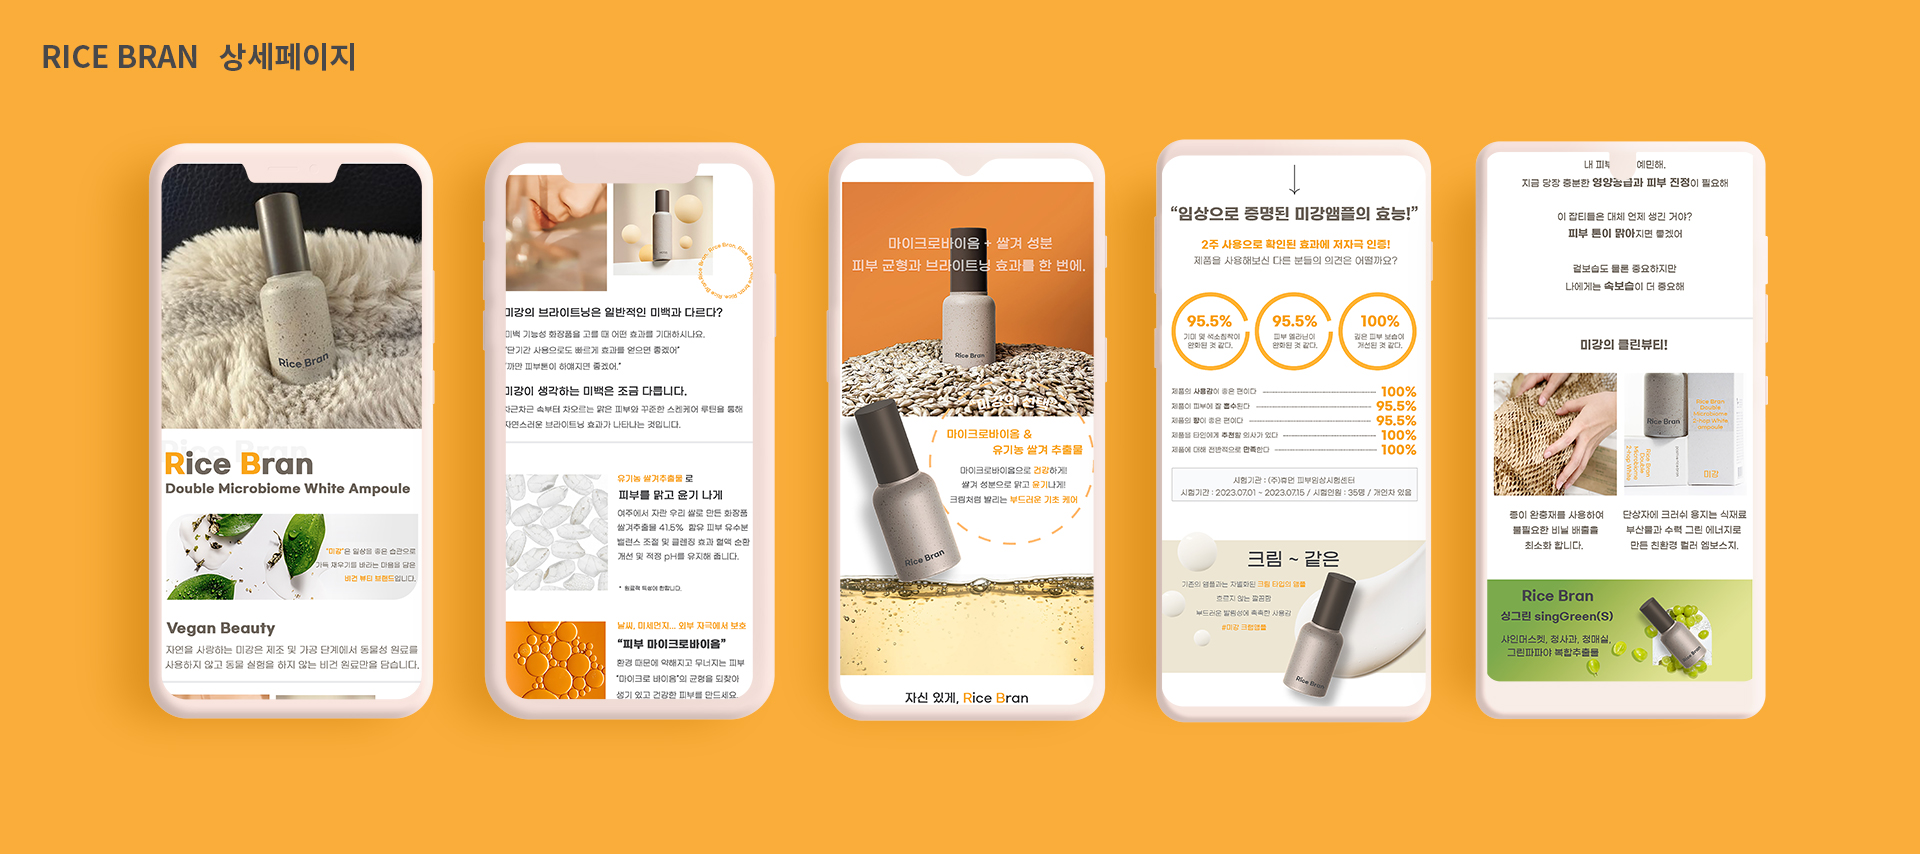 RICE BRAN 상세페이지
Rice Bran
Rice Bran
Rice Bran
Double Microbiome White Ampoule
"미강"은 일상을 좋은 습관으로
가득 채우기를 바라는 마음을 담은
비건 뷰티 브랜드입니다.
Vegan Beauty
자연을 사랑하는 미강은 제조 및 가공 단계에서 동물성 원료를
사용하지 않고 동물 실험을 하지 않는 비건 원료만을 담습니다.
미강의 브라이트닝은 일반적인 미백과 다르다?
미백 기능성 화장품을 고를 때 어떤 효과를 기대하시나요.
"단기간 사용으로도 빠르게 효과를 얻으면 좋겠어"
"까만 피부톤이 하얘지면 좋겠어."
미강이 생각하는 미백은 조금 다릅니다.
차근차근 속부터 차오르는 맑은 피부와 꾸준한 스킨케어 루틴을 통해
자연스러운 브라이트닝 효과가 나타나는 것입니다.
유기농 쌀겨추출물 로
피부를 맑고 윤기 나게
여주에서 자란 우리 쌀로 만든 화장품
쌀겨추출물 41.5% 함유 피부 유수분
밸런스 조절 및 클렌징 효과 혈액 순환
개선 및 적정 pH를 유지해 줍니다.
* 원료적 특성에 한합니다.
날씨, 미세먼지... 외부 자극에서 보호
"피부 마이크로바이옴"
환경 때문에 약해지고 무너지는 피부
"마이크로 바이옴"의 균형을 되찾아
생기 있고 건강한 피부를 만드세요
마이크로바이옴 + 쌀겨 성분
피부 균형과 브라이트닝 효과를 한 번에.
Rice Bran
마이크로바이옴 &
유기농 쌀겨 추출물
마이크로바이옴으로 건강하게!
쌀겨 성분으로 맑고 윤기나게!
크림처럼 발리는 부드러운 기초 케어
Rice Bran
자신 있게, Rice Bran
"임상으로 증명된 미강앰플의 효능!"
2주 사용으로 확인된 효과에 저자극 인증!
제품을 사용해보신 다른 분들의 의견은 어떨까요?
95.5%
기미 및 색소침착이
완화된 것 같다.
95.5%
피부 멜라닌이
완화된 것 같다.
100%
깊은 피부 보습이
개선된 것 같다.
제품의 사용감이 좋은 편이다 100%
제품이 피부에 잘 흡수된다 95.5%
제품의 향이 좋은 편이다 95.5%
제품을 타인에게 추천할 의사가 있다 100%
제품에 대해 전반적으로 만족한다 100%
시험기관 : (주)휴먼 피부임상시험센터
시험기간 : 2023.07.01 ~ 2023.07.15 / 시험인원 : 35명 / 개인차 있음
크림 ~ 같은
기존의 앰플과는 차별화된 크림 타입의 앰플
흐르지 않는 깔끔함
부드러운 발림성에 촉촉한 사용감
#미강 크림앰플
Rice Bran
내 피부 예민해.
지금 당장 충분한 영양공급과 피부 진정이 필요해
이 잡티들은 대체 언제 생긴 거야?
피부 톤이 맑아지면 좋겠어
겉보습도 물론 중요하지만
나에게는 속보습이 더 중요해
미강의 클린뷰티!
Rice Bran
Rice Bran
Double
Microbiome
2-hop White
ampoule
미강
종이 완충재를 사용하여
불필요한 비닐 배출을
최소화 합니다.
단상자에 크러쉬 용지는 식재료
부산물과 수력 그린 에너지로
만든 친환경 컬러 엠보스지.
Rice Bran
싱그린 singGreen(S)
샤인머스켓, 청사과, 청매실,
그린파파야 복합추출물
Rice Bran